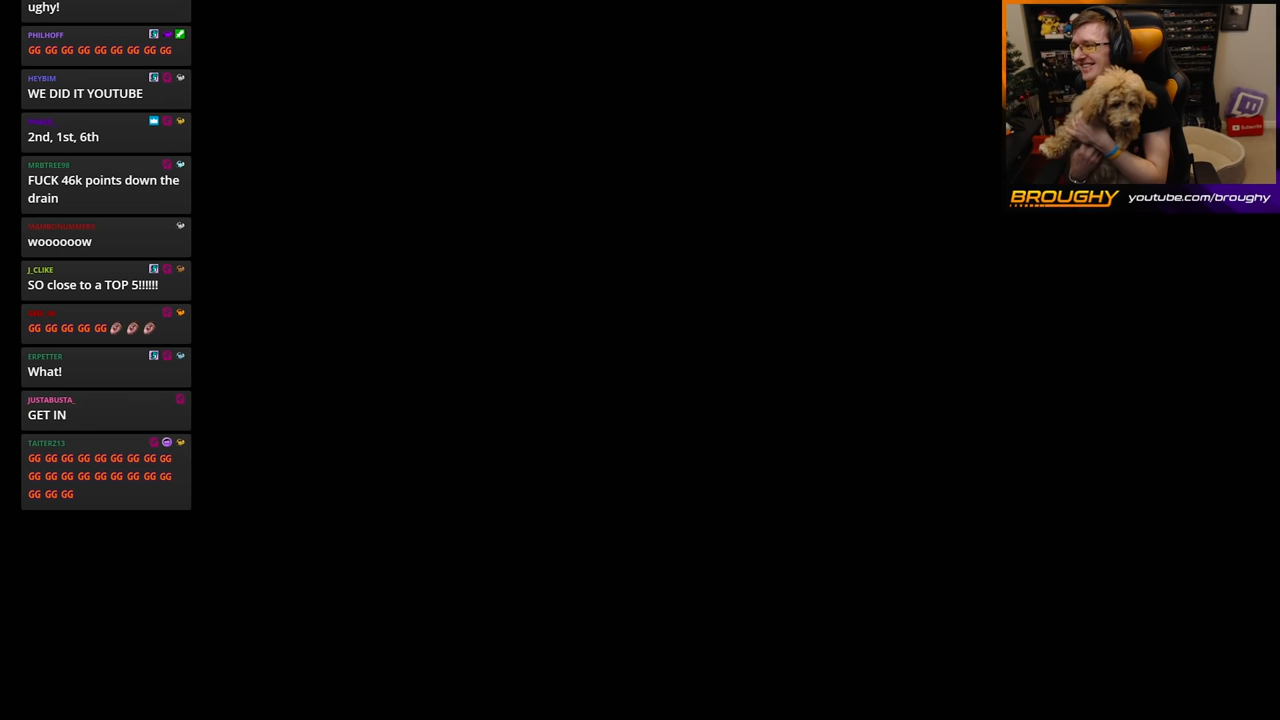 ughy!
PHILHOFF
GG GG GG GG GG GG GG GG GG
HEYBIM
WE DID IT YOUTUBE
2nd, 1st, 6th
MRBTREE98
FUCK 46k points down the
drain
woooooow
J_CLIKE
SO close to a TOP 5!!!!!!
GG GG GG GG GG
ERPETTER
What!
JUSTABUSTA_
GET IN
TAITERZ13
GG GG GG GG GG GG GG GG GG
GG GG GG GG GG GG GG GG GG
GG GG GG
Subscribe
BROUGHY youtube.com/broughy